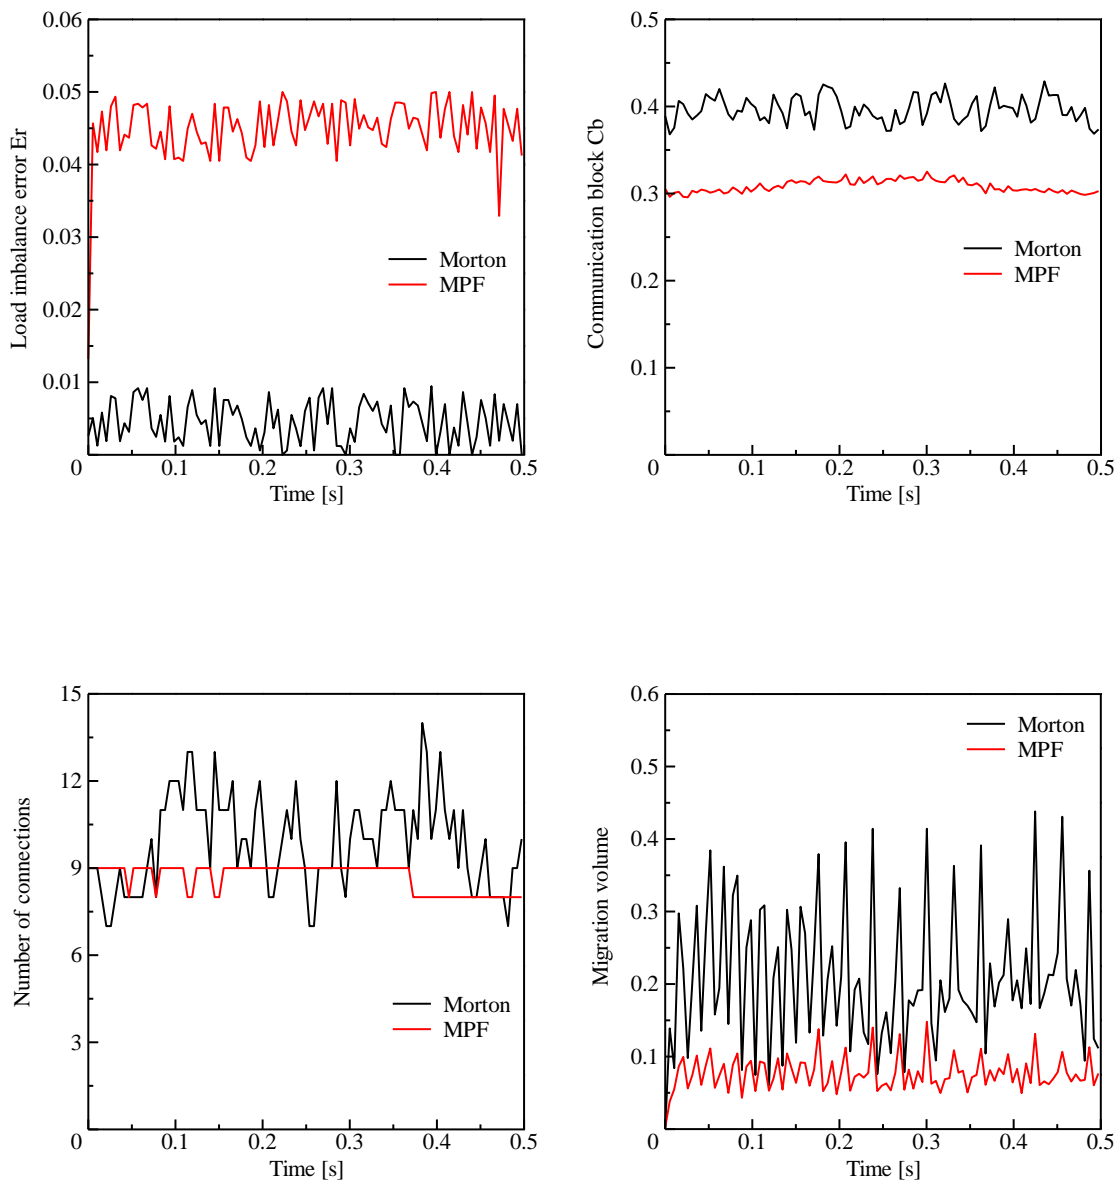 0.06
0.05
0.04
0.03
0.02
0.01
0
0.1
0.2
0.3
0.4
0.5
Load imbalance error Er
Time [s]
Morton
MPF
0.5
0.4
0.3
0.2
0.1
0
0.1
0.2
0.3
0.4
0.5
Communication block Cb
Time [s]
Morton
MPF
15
12
9
6
3
0
0.1
0.2
0.3
0.4
0.5
Number of connections
Time [s]
Morton
MPF
0.6
0.5
0.4
0.3
0.2
0.1
0
0
0.1
0.2
0.3
0.4
0.5
Migration volume
Time [s]
Morton
MPF